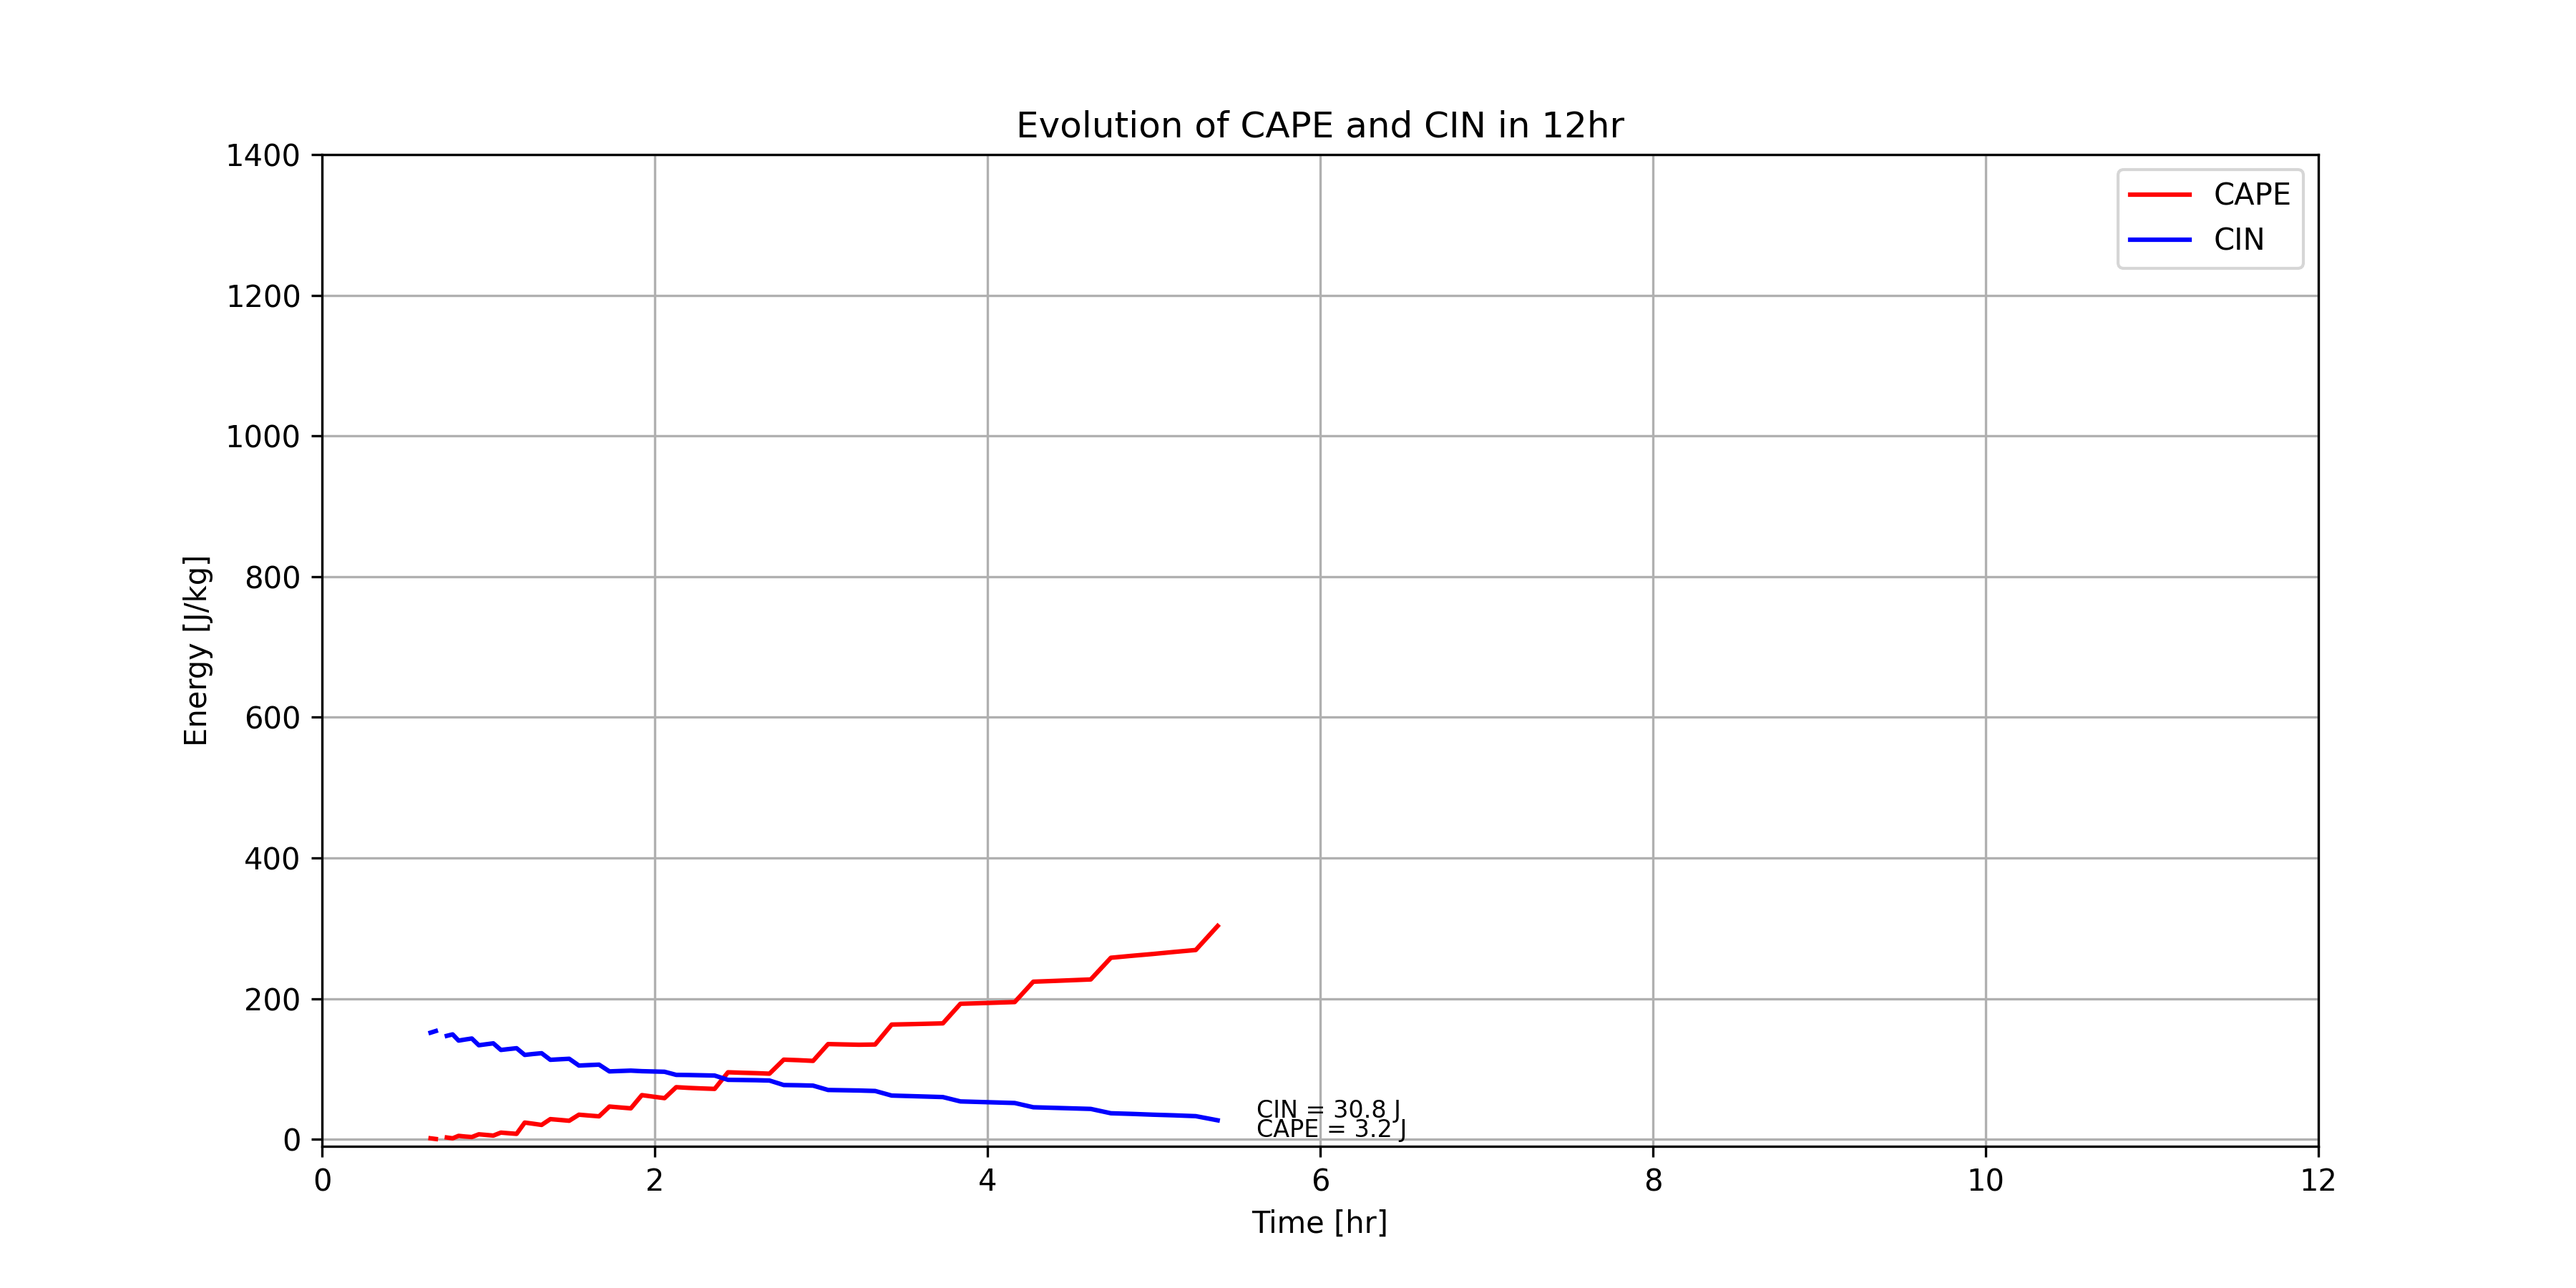 Evolution of CAPE and CIN in 12hr
1400
1200
1000
800
600
400
200
0
Energy [J/kg]
CAPE
CIN
CIN = 30.8 J
CAPE = 3.2 J
0 2 4 6 8 10 12
Time [hr]